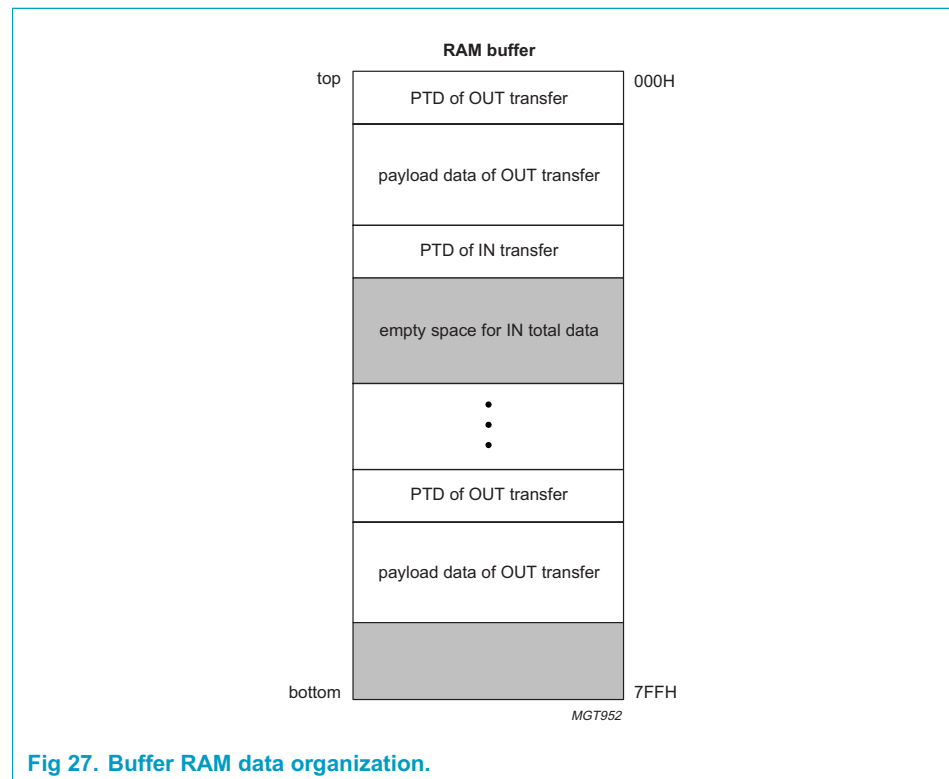 RAM buffer
top
000H
PTD of OUT transfer
payload data of OUT transfer
PTD of IN transfer
empty space for IN total data
PTD of OUT transfer
payload data of OUT transfer
bottom
7FFH
MGT952
Fig 27. Buffer RAM data organization.